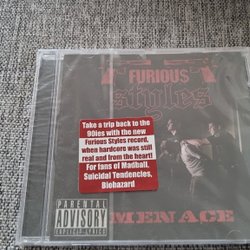 FURIOUS
styles
Take a trip back to the
90ies with the new
Furious Styles record,
when hardcore was still
real and from the heart!
For fans of Madball,
Suicidal Tendencies,
Biohazard
PARENTAL
ADVISORY
EXPLICIT LYRICS
MENACE